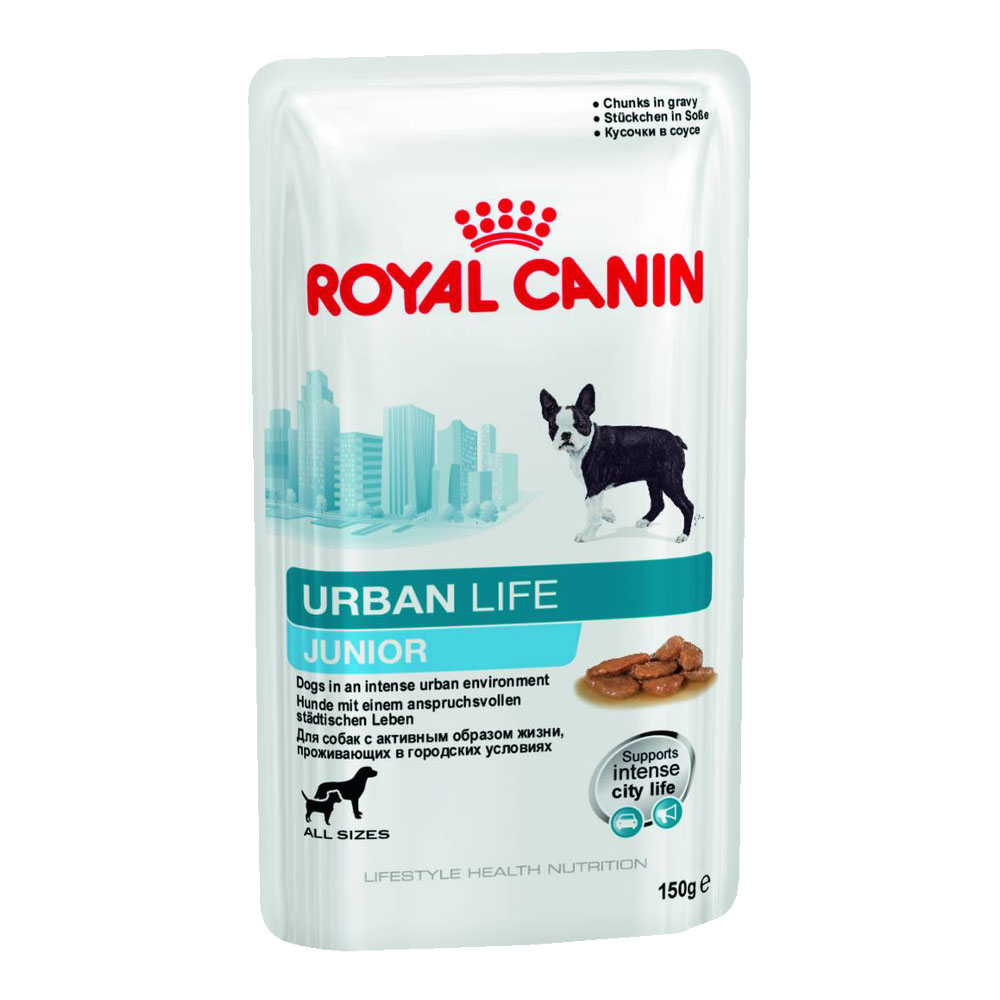 • Chunks in gravy
• Stückchen in Soße
• Кусочки в соусе
ROYAL CANIN
URBAN LIFE
JUNIOR
Dogs in an intense urban environment
Hunde mit einem anspruchsvollen
städtischen Leben
Для собак с активным образом жизни,
проживающих в городских условиях
Supports
intense
city life
ALL SIZES
LIFESTYLE HEALTH NUTRITION
150g e